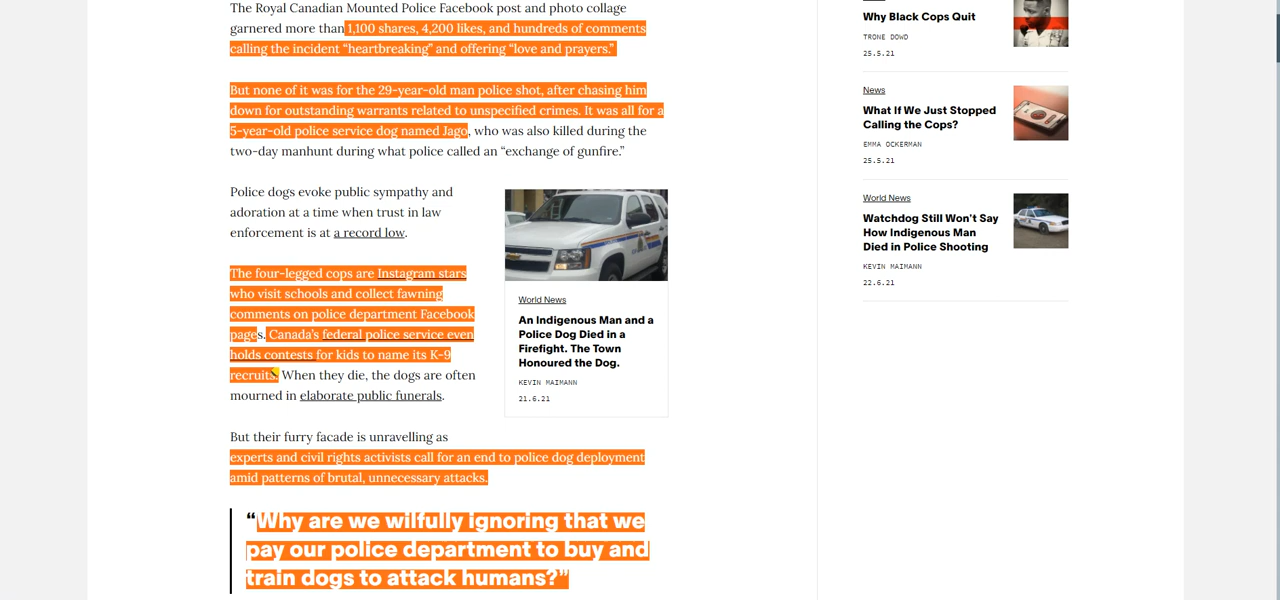 The Royal Canadian Mounted Police Facebook post and photo collage
garnered more than 1,100 shares, 4,200 likes, and hundreds of comments
calling the incident “heartbreaking” and offering “love and prayers.”
But none of it was for the 29-year-old man police shot, after chasing him
down for outstanding warrants related to unspecified crimes. It was all for a
5-year-old police service dog named Jago, who was also killed during the
two-day manhunt during what police called an “exchange of gunfire.”
Police dogs evoke public sympathy and
adoration at a time when trust in law
enforcement is at a record low.
The four-legged cops are Instagram stars
who visit schools and collect fawning
comments on police department Facebook
pages. Canada’s federal police service even
holds contests for kids to name its K-9
recruits. When they die, the dogs are often
mourned in elaborate public funerals.
World News
An Indigenous Man and a
Police Dog Died in a
Firefight. The Town
Honoured the Dog.
KEVIN MAIMANN
21.6.21
But their furry facade is unravelling as
experts and civil rights activists call for an end to police dog deployment
amid patterns of brutal, unnecessary attacks.
“Why are we wilfully ignoring that we
pay our police department to buy and
train dogs to attack humans?”
Why Black Cops Quit
TRONE DOWD
25.5.21
News
What If We Just Stopped
Calling the Cops?
EMMA OCKERMAN
25.5.21
World News
Watchdog Still Won't Say
How Indigenous Man
Died in Police Shooting
KEVIN MAIMANN
22.6.21